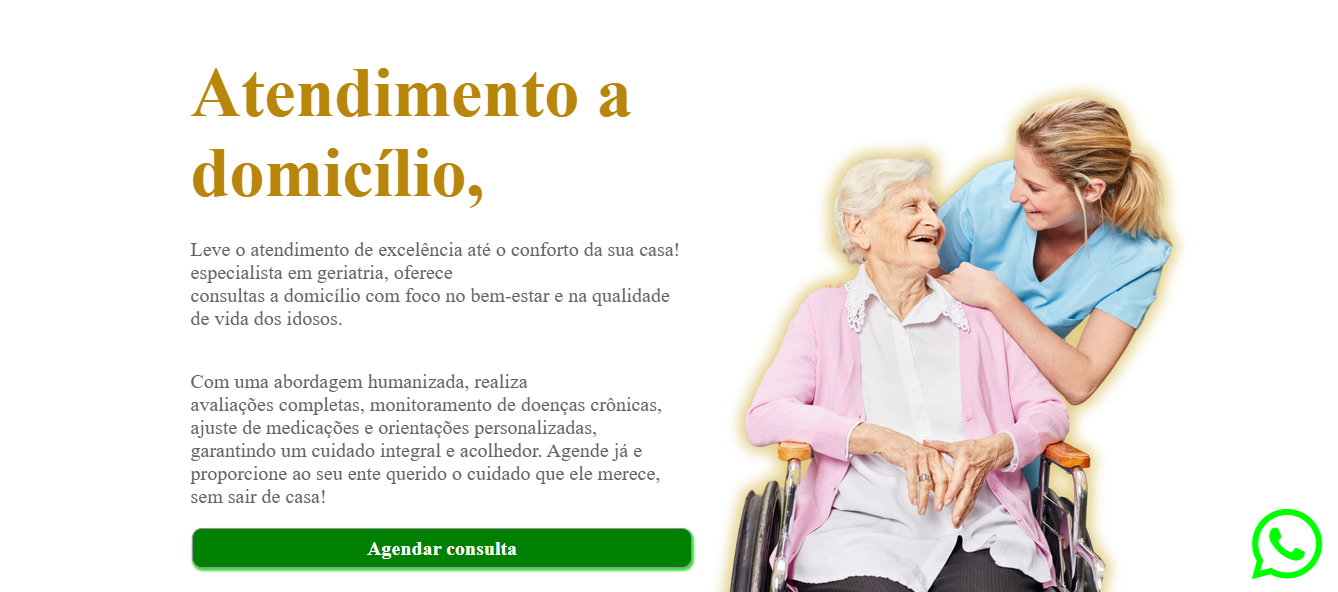 Atendimento a
domicílio,
Leve o atendimento de excelência até o conforto da sua casa!
especialista em geriatria, oferece
consultas a domicílio com foco no bem-estar e na qualidade
de vida dos idosos.
Com uma abordagem humanizada, realiza
avaliações completas, monitoramento de doenças crônicas,
ajuste de medicações e orientações personalizadas,
garantindo um cuidado integral e acolhedor. Agende já e
proporcione ao seu ente querido o cuidado que ele merece,
sem sair de casa!
Agendar consulta